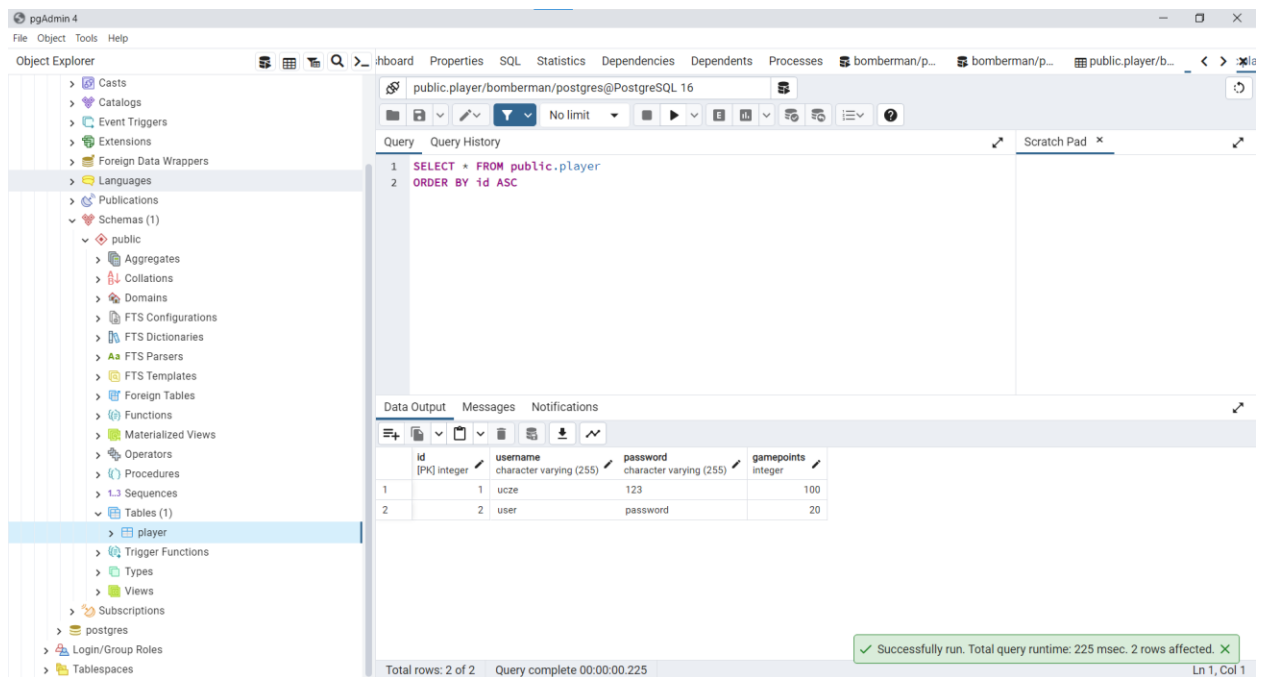 pgAdmin 4
File Object Tools Help
Object Explorer
hboard Properties SQL Statistics Dependencies Dependents Processes bomberman/p... bomberman/p... public.player/b...
Casts
Catalogs
Event Triggers
Extensions
Foreign Data Wrappers
Languages
Publications
Schemas (1)
public
Aggregates
Collations
Domains
FTS Configurations
FTS Dictionaries
Aa FTS Parsers
FTS Templates
Foreign Tables
Functions
Materialized Views
Operators
Procedures
1..3 Sequences
Tables (1)
player
Trigger Functions
Types
Views
Subscriptions
postgres
Login/Group Roles
Tablespaces
public.player/bomberman/postgres@PostgreSQL 16
No limit
Query Query History
Scratch Pad
1 SELECT * FROM public.player
2 ORDER BY id ASC
Data Output Messages Notifications
id username password gamepoints
[PK] integer character varying (255) character varying (255) integer
1 1 ucze 123 100
2 2 user password 20
Successfully run. Total query runtime: 225 msec. 2 rows affected.
Total rows: 2 of 2 Query complete 00:00:00.225 Ln 1, Col 1